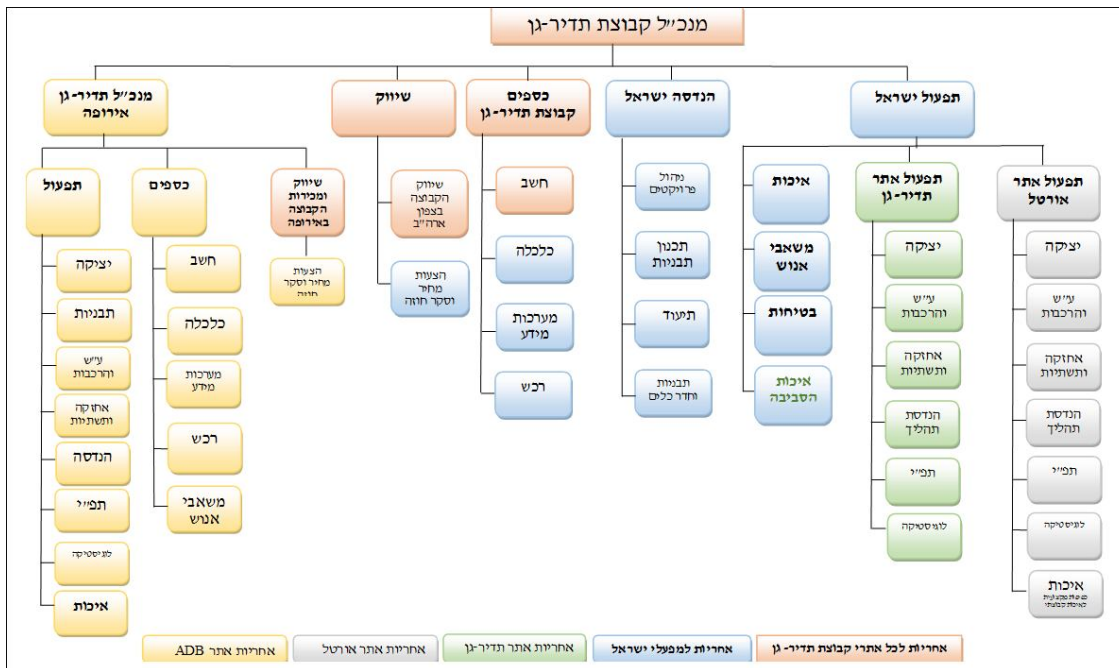 מנכ״ל קבוצת תדיר-גן
תפעול ישראל
הנדסה ישראל
כספים
קבוצת תדיר-גן
שיווק
מנכ״ל תדיר-גן
אירופה
תפעול אתר
אורטל
יציקה
ע״ש
והרכבות
אחזקה
ותשתיות
הנדסת
תהליך
תפ״י
לוגיסטיקה
איכות
תפעול אתר
תדיר-גן
יציקה
ע״ש
והרכבות
אחזקה
ותשתיות
הנדסת
תהליך
תפ״י
לוגיסטיקה
איכות
משאבי
אנוש
בטיחות
איכות
הסביבה
ניהול
פרויקטים
תכנון
תבניות
תיעוד
תבניות
וחדר כלים
חשב
כלכלה
מערכות
מידע
רכש
שיווק
הקבוצה
בצפון
ארה״ב
הצעות
מחיר
וסקר חוזה
שיווק
ומכירות
הקבוצה
באירופה
הצעות
מחיר וסקר
חוזה
כספים
חשב
כלכלה
מערכות
מידע
רכש
משאבי
אנוש
תפעול
יציקה
תבניות
ע״ש
והרכבות
אחזקה
ותשתיות
הנדסה
תפ״י
לוגיסטיקה
איכות
אחריות לכל אתרי קבוצת תדיר- גן
אחריות למפעלי ישראל
אחריות אתר תדיר-גן
אחריות אתר אורטל
אחריות אתר ADB